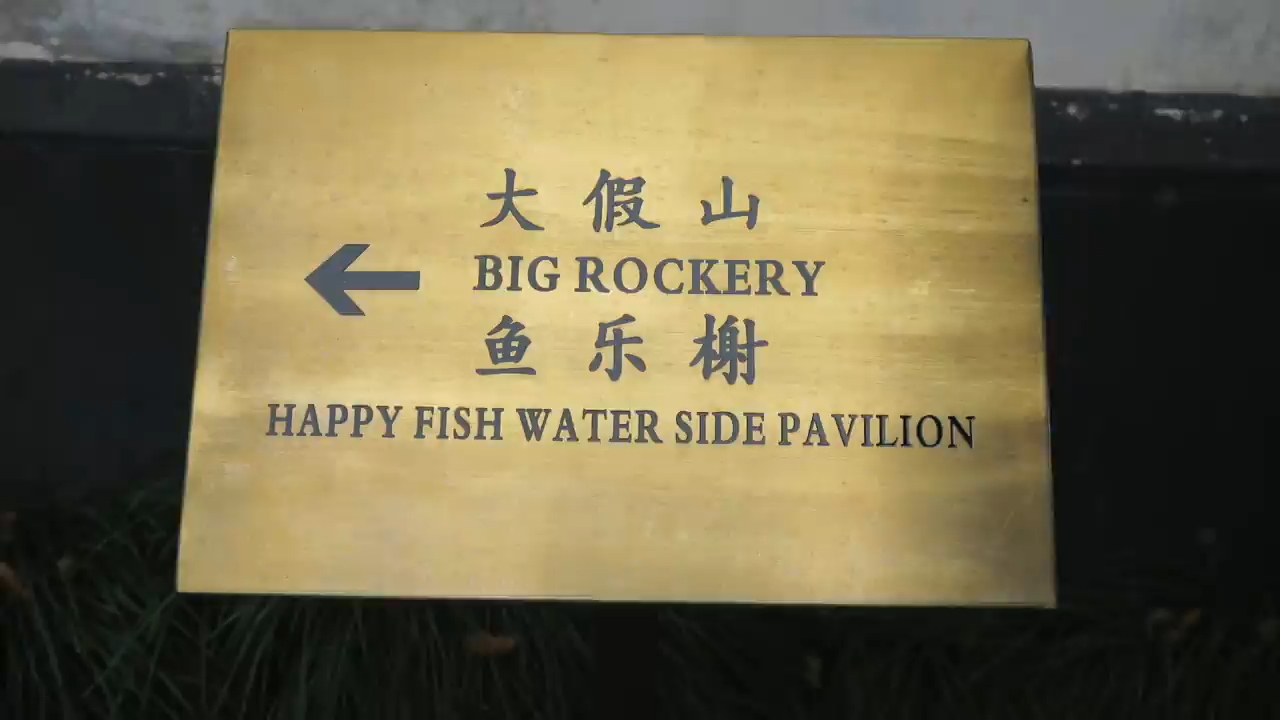 大假山
BIG ROCKERY
鱼乐榭
HAPPY FISH WATER SIDE PAVILION